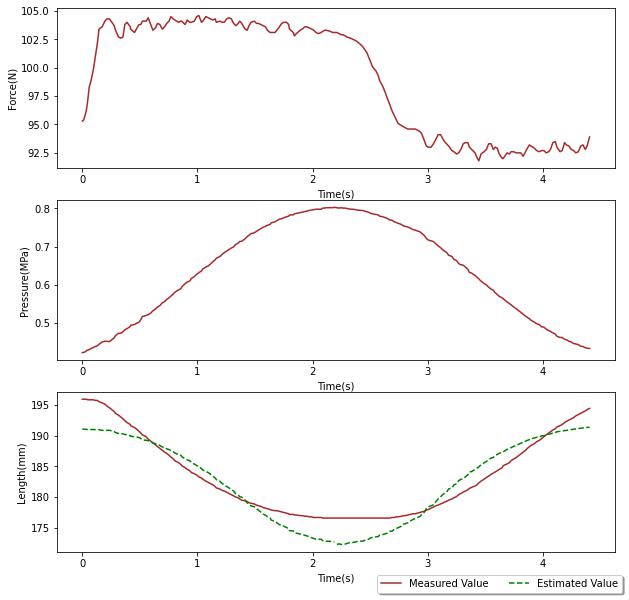 105.0
102.5
100.0
97.5
95.0
92.5
Force(N)
0 1 2 3 4
Time(s)
0.8
0.7
0.6
0.5
Pressure(MPa)
0 1 2 3 4
Time(s)
195
190
185
180
175
Length(mm)
0 1 2 3 4
Time(s)
Measured Value Estimated Value